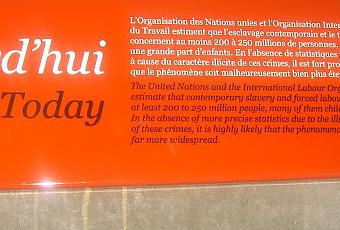 d'hui
Today
L'Organisation des Nations unies et l'Organisation Inter
du Travail estiment que l'esclavage contemporain et le t
concernent au moins 200 à 250 millions de personnes,
une grande part d'enfants. En l'absence de statistiques
à cause du caractère illicite de ces crimes, il est fort pro
que le phénomène soit malheureusement bien plus éte
The United Nations and the International Labour Org
estimate that contemporary slavery and forced labou
at least 200 to 250 million people, many of them chil
In the absence of more precise statistics due to the ill
of these crimes, it is highly likely that the phenomeno
far more widespread.